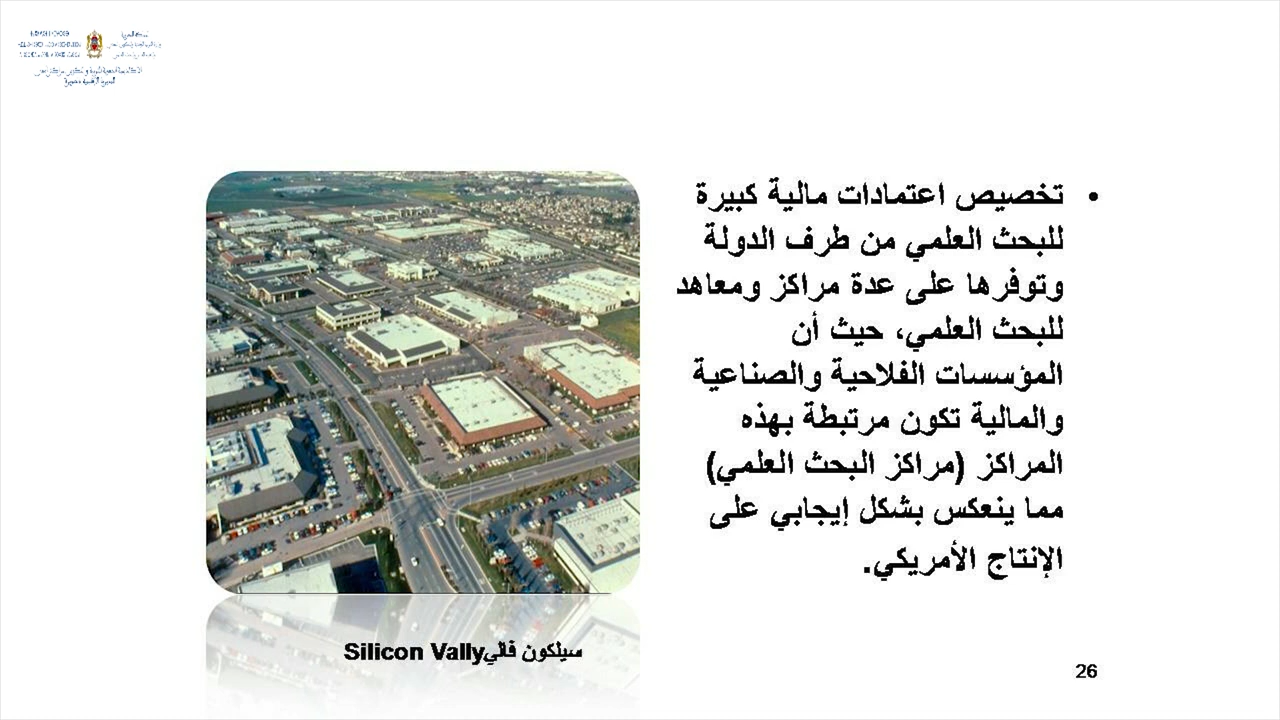 المملكة المغربية
• تخصيص اعتمادات مالية كبيرة
للبحث العلمي من طرف الدولة
وتوفرها على عدة مراكز ومعاهد
للبحث العلمي، حيث أن
المؤسسات الفلاحية والصناعية
والمالية تكون مرتبطة بهذه
المراكز (مراكز البحث العلمي)
مما ينعكس بشكل إيجابي على
الإنتاج الأمريكي.
سيلكون فاليSilicon Vally
26